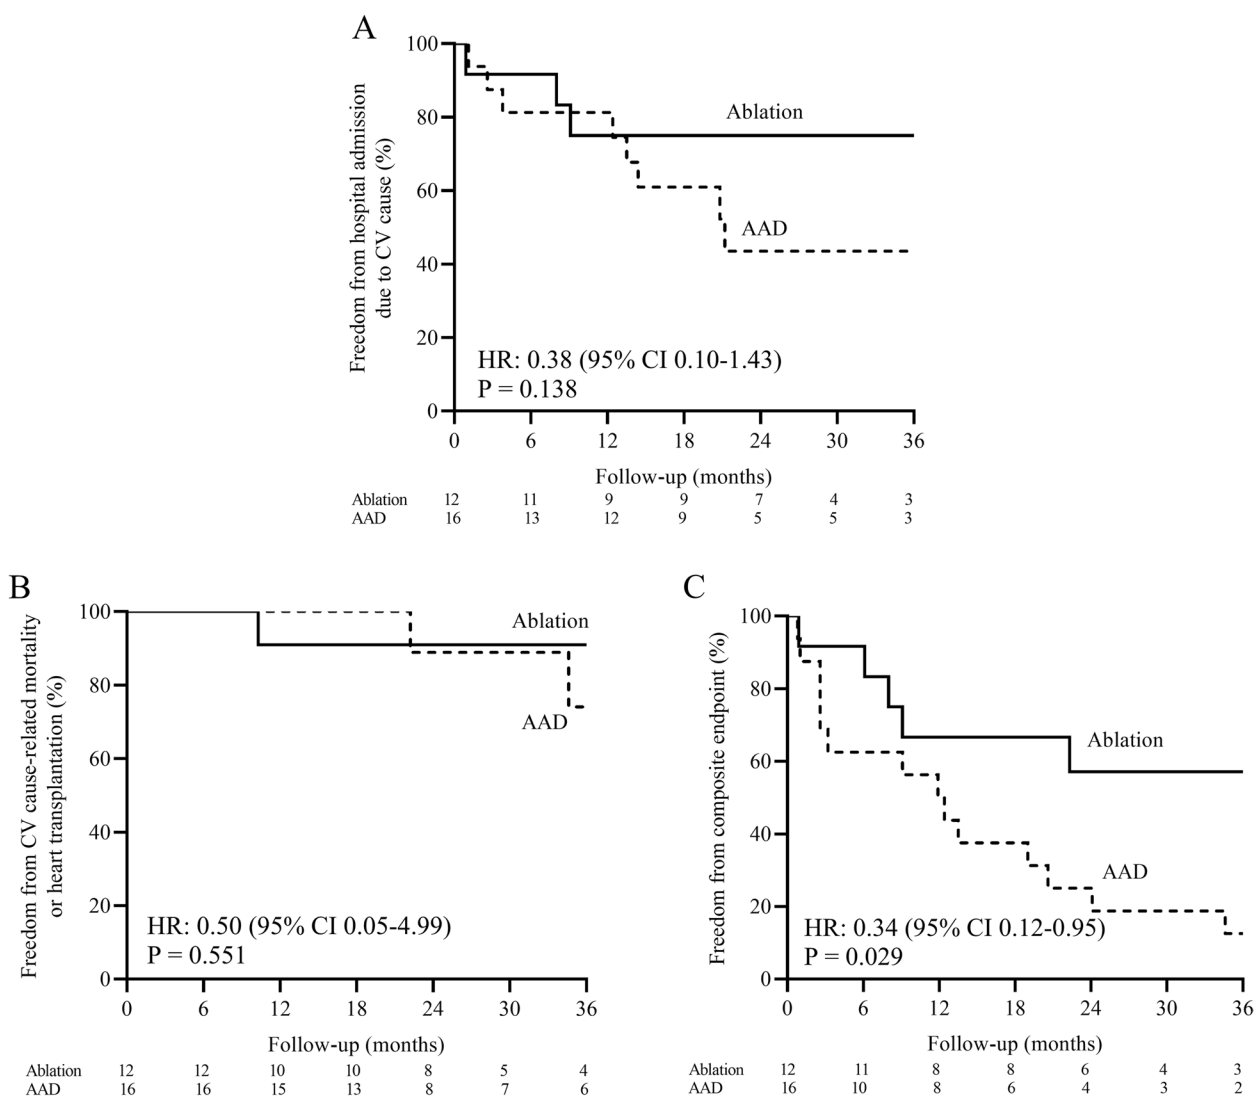 A
Freedom from hospital admission
due to CV cause (%)
100
80
60
40
20
0
Ablation
AAD
HR: 0.38 (95% CI 0.10-1.43)
P = 0.138
0 6 12 18 24 30 36
Follow-up (months)
Ablation 12 11 9 9 7 4 3
AAD 16 13 12 9 5 5 3
B
Freedom from CV cause-related mortality
or heart transplantation (%)
100
80
60
40
20
0
Ablation
AAD
HR: 0.50 (95% CI 0.05-4.99)
P = 0.551
0 6 12 18 24 30 36
Follow-up (months)
Ablation 12 12 10 10 8 5 4
AAD 16 16 15 13 8 7 6
C
Freedom from composite endpoint (%)
100
80
60
40
20
0
Ablation
AAD
HR: 0.34 (95% CI 0.12-0.95)
P = 0.029
0 6 12 18 24 30 36
Follow-up (months)
Ablation 12 11 8 8 6 4 3
AAD 16 10 8 6 4 3 2